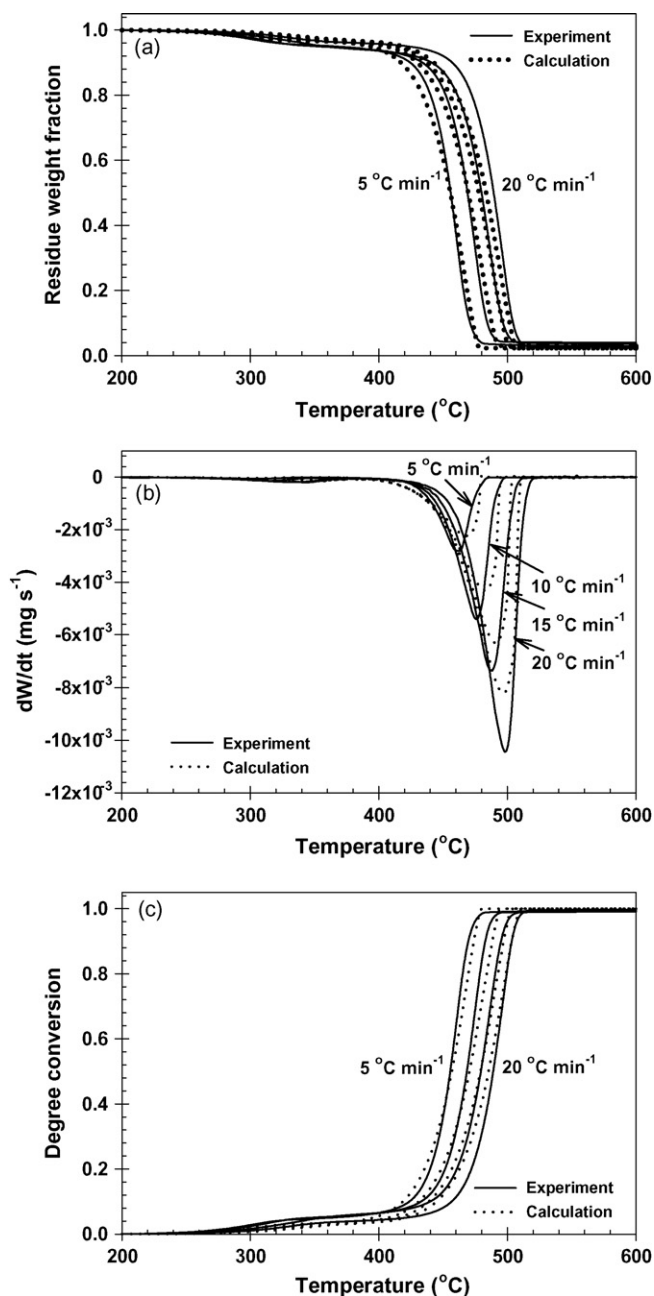 (a)
Experiment
Calculation
5 °C min⁻¹
20 °C min⁻¹
Residue weight fraction
1.0
0.8
0.6
0.4
0.2
0.0
200 300 400 500 600
Temperature (°C)
(b)
5 °C min⁻¹
10 °C min⁻¹
15 °C min⁻¹
20 °C min⁻¹
dW/dt (mg s⁻¹)
0
-2x10⁻³
-4x10⁻³
-6x10⁻³
-8x10⁻³
-10x10⁻³
-12x10⁻³
Experiment
Calculation
200 300 400 500 600
Temperature (°C)
(c)
5 °C min⁻¹
20 °C min⁻¹
Degree conversion
1.0
0.8
0.6
0.4
0.2
0.0
Experiment
Calculation
200 300 400 500 600
Temperature (°C)